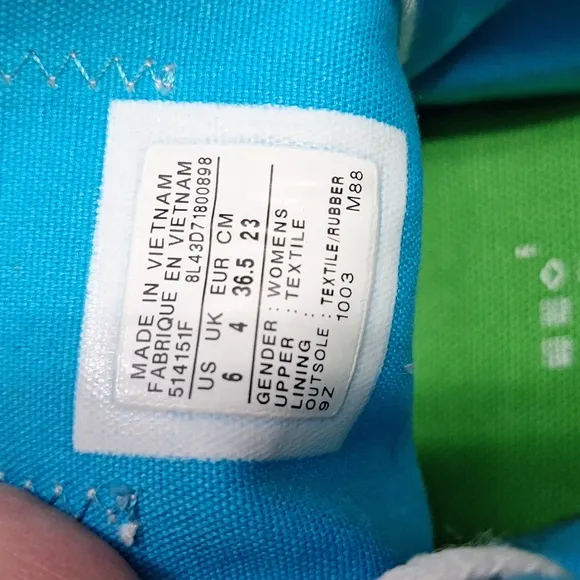 MADE IN VIETNAM
FABRIQUE EN VIETNAM
514151F 8L43D71800898
US UK EUR CM
6 4 36.5 23
GENDER : WOMENS
UPPER : TEXTILE
LINING :
OUTSOLE : TEXTILE/RUBBER
9Z 1003 M88